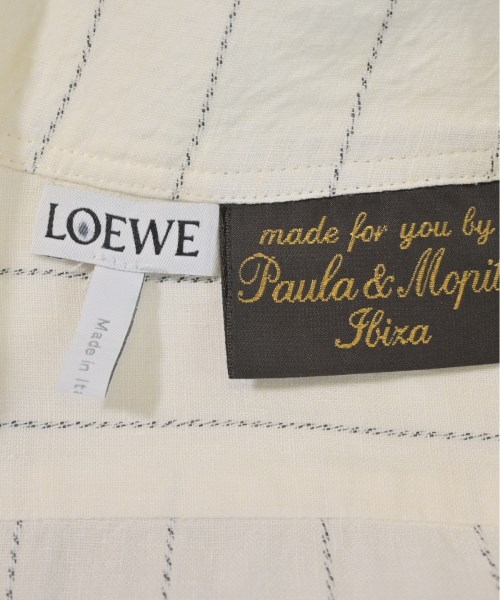 LOEWE
Made in It
made for you by
Paula & Mopit
Ibiza